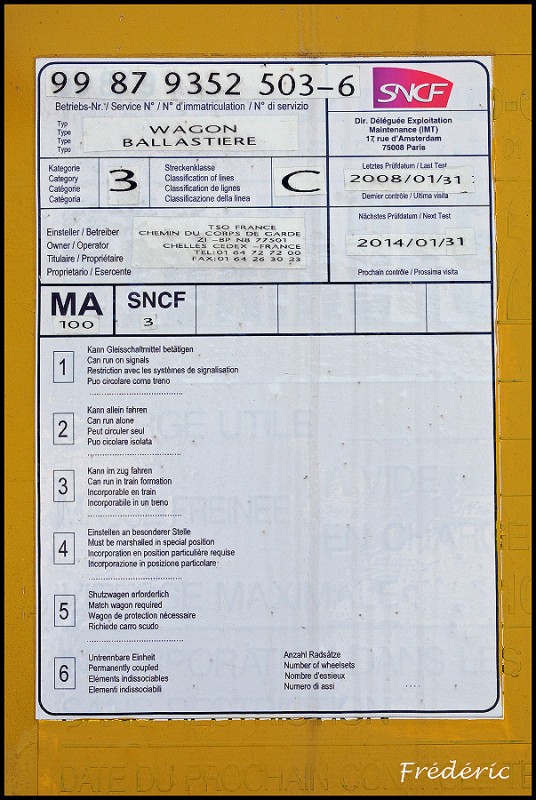 99 87 9352 503-6
SNCF
Betriebs-Nr. / Service N° / N° d'immatriculation / N° di servizio
Typ
Type
Type
Type
WAGON
BALLASTIERE
Dir. Déléguée Exploitation
Maintenance (IMT)
17 rue d'Amsterdam
75008 Paris
Kategorie
Category
Catégorie
Catégoria
3
Streckenklasse
Classification of lines
Classification de lignes
Classificazione della linea
C
Letztes Prüfdatum / Last Test
2008/01/31
Dernier contrôle / Ultima visita
Einsteller / Betreiber
Owner / Operator
Titulaire / Propriétaire
Proprietario / Esercente
TSO FRANCE
CHEMIN DU CORPS DE GARDE
ZI -BP N8 77501
CHELLES CEDEX -FRANCE
TEL:01 64 72 72 00
FAX:01 64 26 30 23
Nächstes Prüfdatum / Next Test
2014/01/31
Prochain contrôle / Prossima visita
MA
100
SNCF
3
1
Kann Gleisschaltmittel betätigen
Can run on signals
Restriction avec les systèmes de signalisation
Puo circolare come treno
2
Kann allein fahren
Can run alone
Peut circuler seul
Puo cicolare isolata
3
Kann im zug fahren
Can run in train formation
Incorporable en train
Incorporabile in un treno
4
Einstellen an besonderer Stelle
Must be marshalled in special position
Incorporation en position particulière requise
Incorporazione in posizione particolare
5
Shutzwagen erforderlich
Match wagon required
Wagon de protection nécessaire
Richiede carro scudo
6
Untrennbare Einheit
Permanently coupled
Eléments indissociables
Elementi indissociabili
Anzahl Radsätze
Number of wheelsets
Nombre d'essieux
Numero di assi
DATE DU PROCHAIN
Frédéric